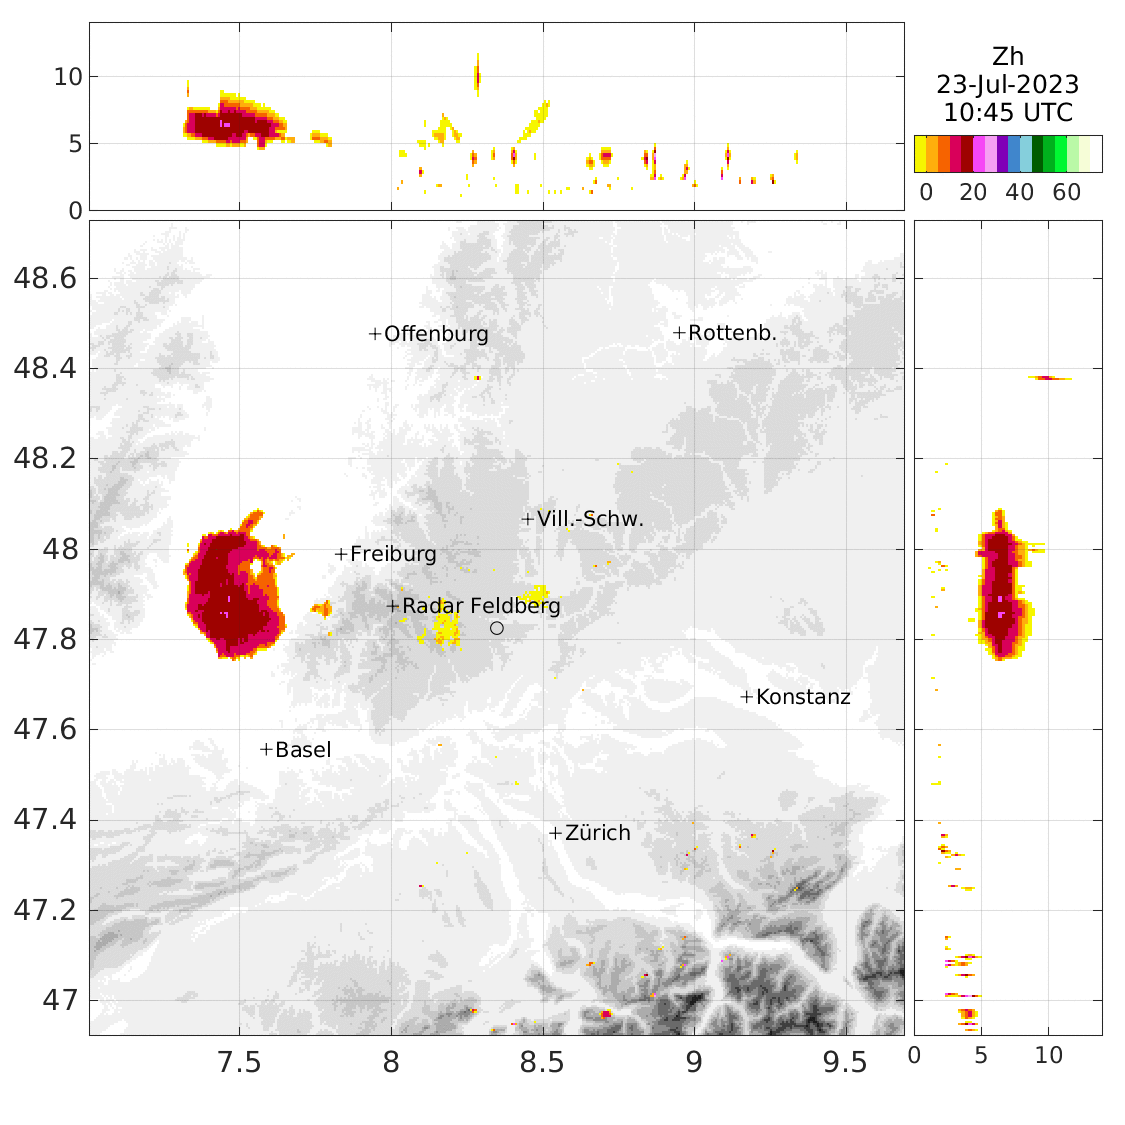 10
5
0
Zh
23-Jul-2023
10:45 UTC
0 20 40 60
48.6
48.4
48.2
48
47.8
47.6
47.4
47.2
47
+Offenburg
+Rottenb.
+Vill.-Schw.
+Freiburg
+Radar Feldberg
+Konstanz
+Basel
+Zürich
7.5 8 8.5 9 9.5
0 5 10